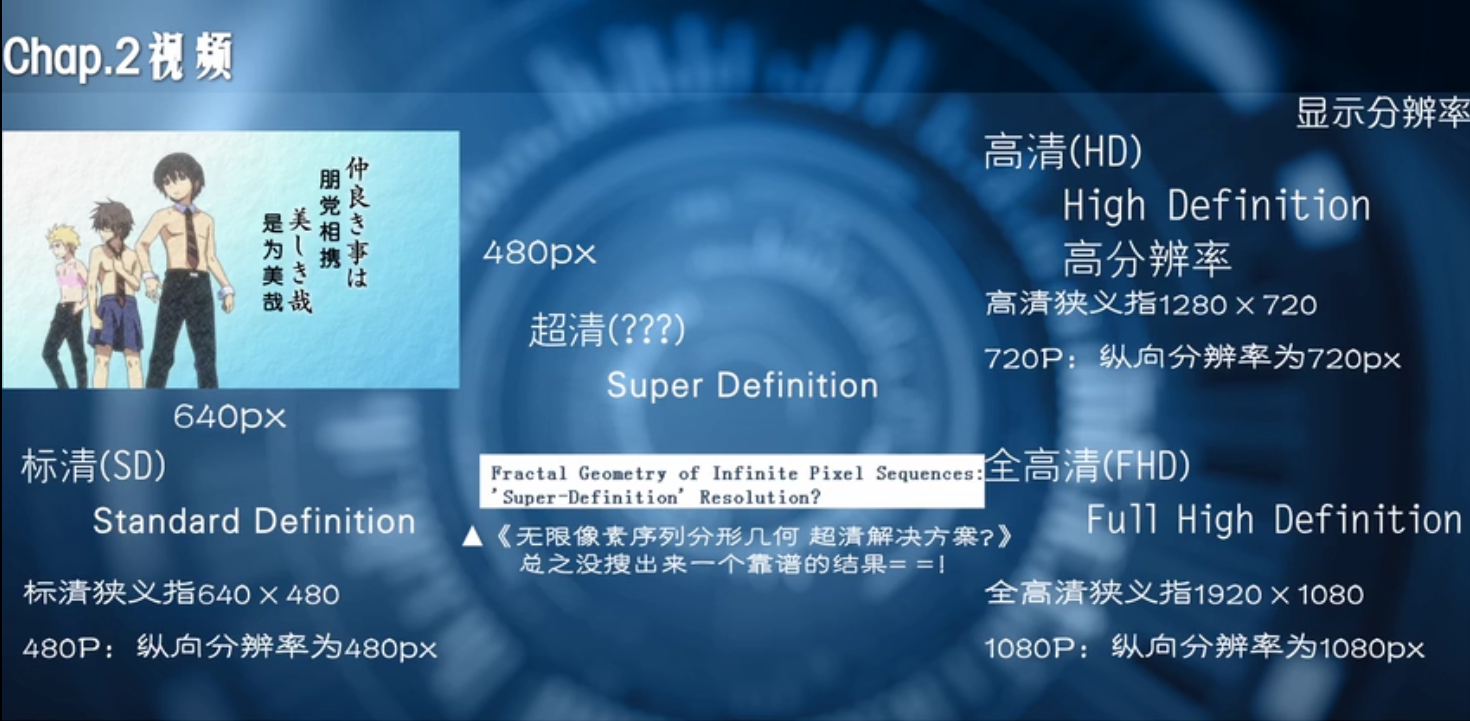 Chap.2视频
显示分辨率
仲良き事は
朋党相携
美しき哉
是为美哉
480px
640px
标清(SD)
Standard Definition
标清狭义指640×480
480P：纵向分辨率为480px
超清(???)
Super Definition
Fractal Geometry of Infinite Pixel Sequences:
'Super-Definition' Resolution?
▲《无限像素序列分形几何 超清解决方案?》
总之没搜出来一个靠谱的结果= =!
高清(HD)
High Definition
高分辨率
高清狭义指1280×720
720P：纵向分辨率为720px
全高清(FHD)
Full High Definition
全高清狭义指1920×1080
1080P：纵向分辨率为1080px